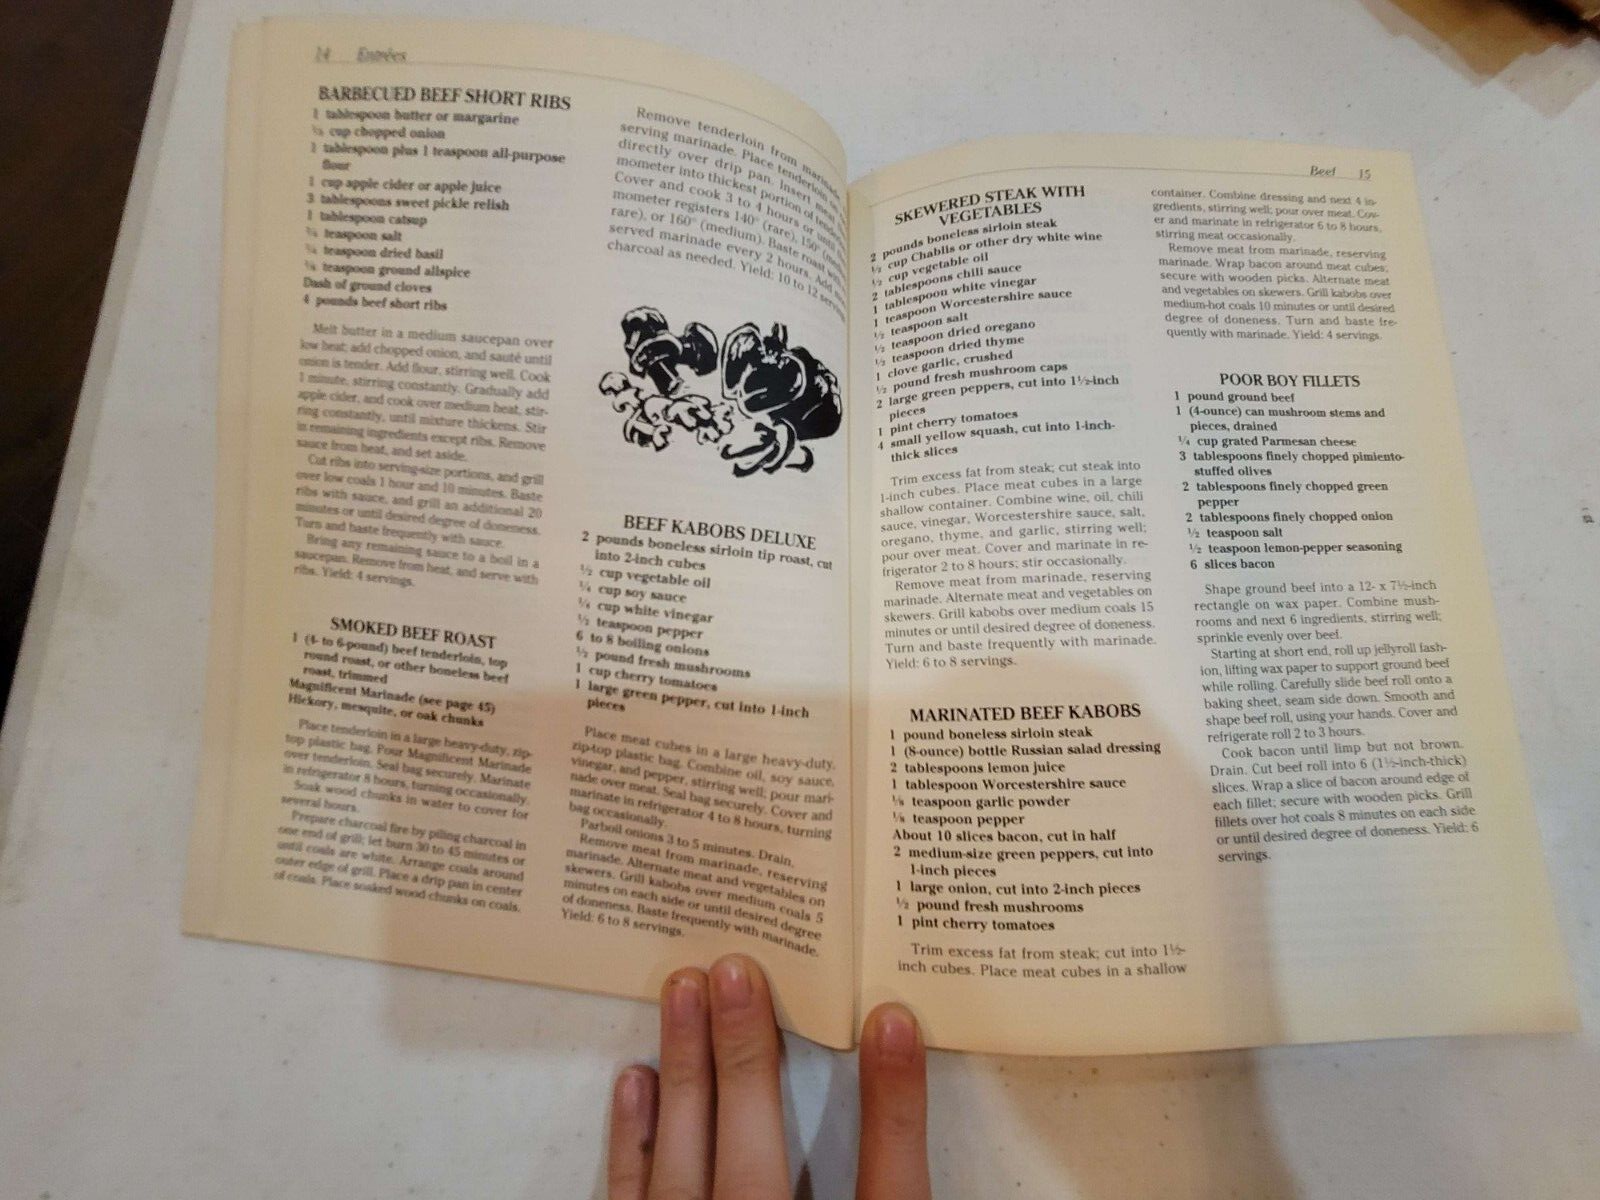 14 Entrées
BARBECUED BEEF SHORT RIBS
1 tablespoon butter or margarine
cup chopped onion
1 tablespoon plus 1 teaspoon all-purpose
flour
1 cup apple cider or apple juice
3 tablespoons sweet pickle relish
1 tablespoon catsup
teaspoon salt
teaspoon dried basil
teaspoon ground allspice
Dash of ground cloves
4 pounds beef short ribs
Melt butter in a medium saucepan over
low heat; add chopped onion, and sauté until
onion is tender. Add flour, stirring well. Cook
1 minute, stirring constantly. Gradually add
apple cider, and cook over medium heat, stir-
ring constantly, until mixture thickens. Stir
in remaining ingredients except ribs. Remove
sauce from heat, and set aside.
Cut ribs into serving-size portions, and grill
over low coals 1 hour and 10 minutes. Baste
ribs with sauce, and grill an additional 20
minutes or until desired degree of doneness.
Turn and baste frequently with sauce.
Bring any remaining sauce to a boil in a
saucepan. Remove from heat, and serve with
ribs. Yield: 4 servings.
SMOKED BEEF ROAST
1 (4- to 6-pound) beef tenderloin, top
round roast, or other boneless beef
roast, trimmed
Magnificent Marinade (see page 45)
Hickory, mesquite, or oak chunks
Place tenderloin in a large heavy-duty, zip-
top plastic bag. Pour Magnificent Marinade
over tenderloin. Seal bag securely. Marinate
in refrigerator 8 hours, turning occasionally.
Soak wood chunks in water to cover for
several hours.
Prepare charcoal fire by piling charcoal in
one end of grill; let burn 30 to 45 minutes or
until coals are white. Arrange coals around
outer edge of grill. Place a drip pan in center
of coals. Place soaked wood chunks on coals.
Remove tenderloin from
serving marinade. Place tenderloin
directly over drip pan. Insert
mometer into thickest portion of
Cover and cook 3 to 4 hours or until
mometer registers 140° (rare), 150°
rare), or 160° (medium). Baste roast
served marinade every 2 hours. Add
charcoal as needed. Yield: 10 to 12
BEEF KABOBS DELUXE
2 pounds boneless sirloin tip roast, cut
into 2-inch cubes
½ cup vegetable oil
¼ cup soy sauce
¼ cup white vinegar
½ teaspoon pepper
6 to 8 boiling onions
½ pound fresh mushrooms
1 cup cherry tomatoes
1 large green pepper, cut into 1-inch
pieces
Place meat cubes in a large heavy-duty,
zip-top plastic bag. Combine oil, soy sauce,
vinegar, and pepper, stirring well; pour mari-
nade over meat. Seal bag securely. Cover and
marinate in refrigerator 4 to 8 hours, turning
bag occasionally.
Parboil onions 3 to 5 minutes. Drain.
Remove meat from marinade, reserving
marinade. Alternate meat and vegetables on
skewers. Grill kabobs over medium coals 5
minutes on each side or until desired degree
of doneness. Baste frequently with marinade.
Yield: 6 to 8 servings.
Beef 15
SKEWERED STEAK WITH
VEGETABLES
2 pounds boneless sirloin steak
½ cup Chablis or other dry white wine
½ cup vegetable oil
2 tablespoons chili sauce
1 tablespoon white vinegar
1 teaspoon Worcestershire sauce
½ teaspoon salt
½ teaspoon dried oregano
½ teaspoon dried thyme
1 clove garlic, crushed
½ pound fresh mushroom caps
2 large green peppers, cut into 1½-inch
pieces
1 pint cherry tomatoes
4 small yellow squash, cut into 1-inch-
thick slices
Trim excess fat from steak; cut steak into
1-inch cubes. Place meat cubes in a large
shallow container. Combine wine, oil, chili
sauce, vinegar, Worcestershire sauce, salt,
oregano, thyme, and garlic, stirring well;
pour over meat. Cover and marinate in re-
frigerator 2 to 8 hours; stir occasionally.
Remove meat from marinade, reserving
marinade. Alternate meat and vegetables on
skewers. Grill kabobs over medium coals 15
minutes or until desired degree of doneness.
Turn and baste frequently with marinade.
Yield: 6 to 8 servings.
MARINATED BEEF KABOBS
1 pound boneless sirloin steak
1 (8-ounce) bottle Russian salad dressing
2 tablespoons lemon juice
1 tablespoon Worcestershire sauce
⅛ teaspoon garlic powder
⅛ teaspoon pepper
About 10 slices bacon, cut in half
2 medium-size green peppers, cut into
1-inch pieces
1 large onion, cut into 2-inch pieces
½ pound fresh mushrooms
1 pint cherry tomatoes
Trim excess fat from steak; cut into 1½-
inch cubes. Place meat cubes in a shallow
container. Combine dressing and next 4 in-
gredients, stirring well; pour over meat. Cov-
er and marinate in refrigerator 6 to 8 hours,
stirring meat occasionally.
Remove meat from marinade, reserving
marinade. Wrap bacon around meat cubes;
secure with wooden picks. Alternate meat
and vegetables on skewers. Grill kabobs over
medium-hot coals 10 minutes or until desired
degree of doneness. Turn and baste fre-
quently with marinade. Yield: 4 servings.
POOR BOY FILLETS
1 pound ground beef
1 (4-ounce) can mushroom stems and
pieces, drained
¼ cup grated Parmesan cheese
3 tablespoons finely chopped pimiento-
stuffed olives
2 tablespoons finely chopped green
pepper
2 tablespoons finely chopped onion
½ teaspoon salt
½ teaspoon lemon-pepper seasoning
6 slices bacon
Shape ground beef into a 12- x 7½-inch
rectangle on wax paper. Combine mush-
rooms and next 6 ingredients, stirring well;
sprinkle evenly over beef.
Starting at short end, roll up jellyroll fash-
ion, lifting wax paper to support ground beef
while rolling. Carefully slide beef roll onto a
baking sheet, seam side down. Smooth and
shape beef roll, using your hands. Cover and
refrigerate roll 2 to 3 hours.
Cook bacon until limp but not brown.
Drain. Cut beef roll into 6 (1½-inch-thick)
slices. Wrap a slice of bacon around edge of
each fillet; secure with wooden picks. Grill
fillets over hot coals 8 minutes on each side
or until desired degree of doneness. Yield: 6
servings.